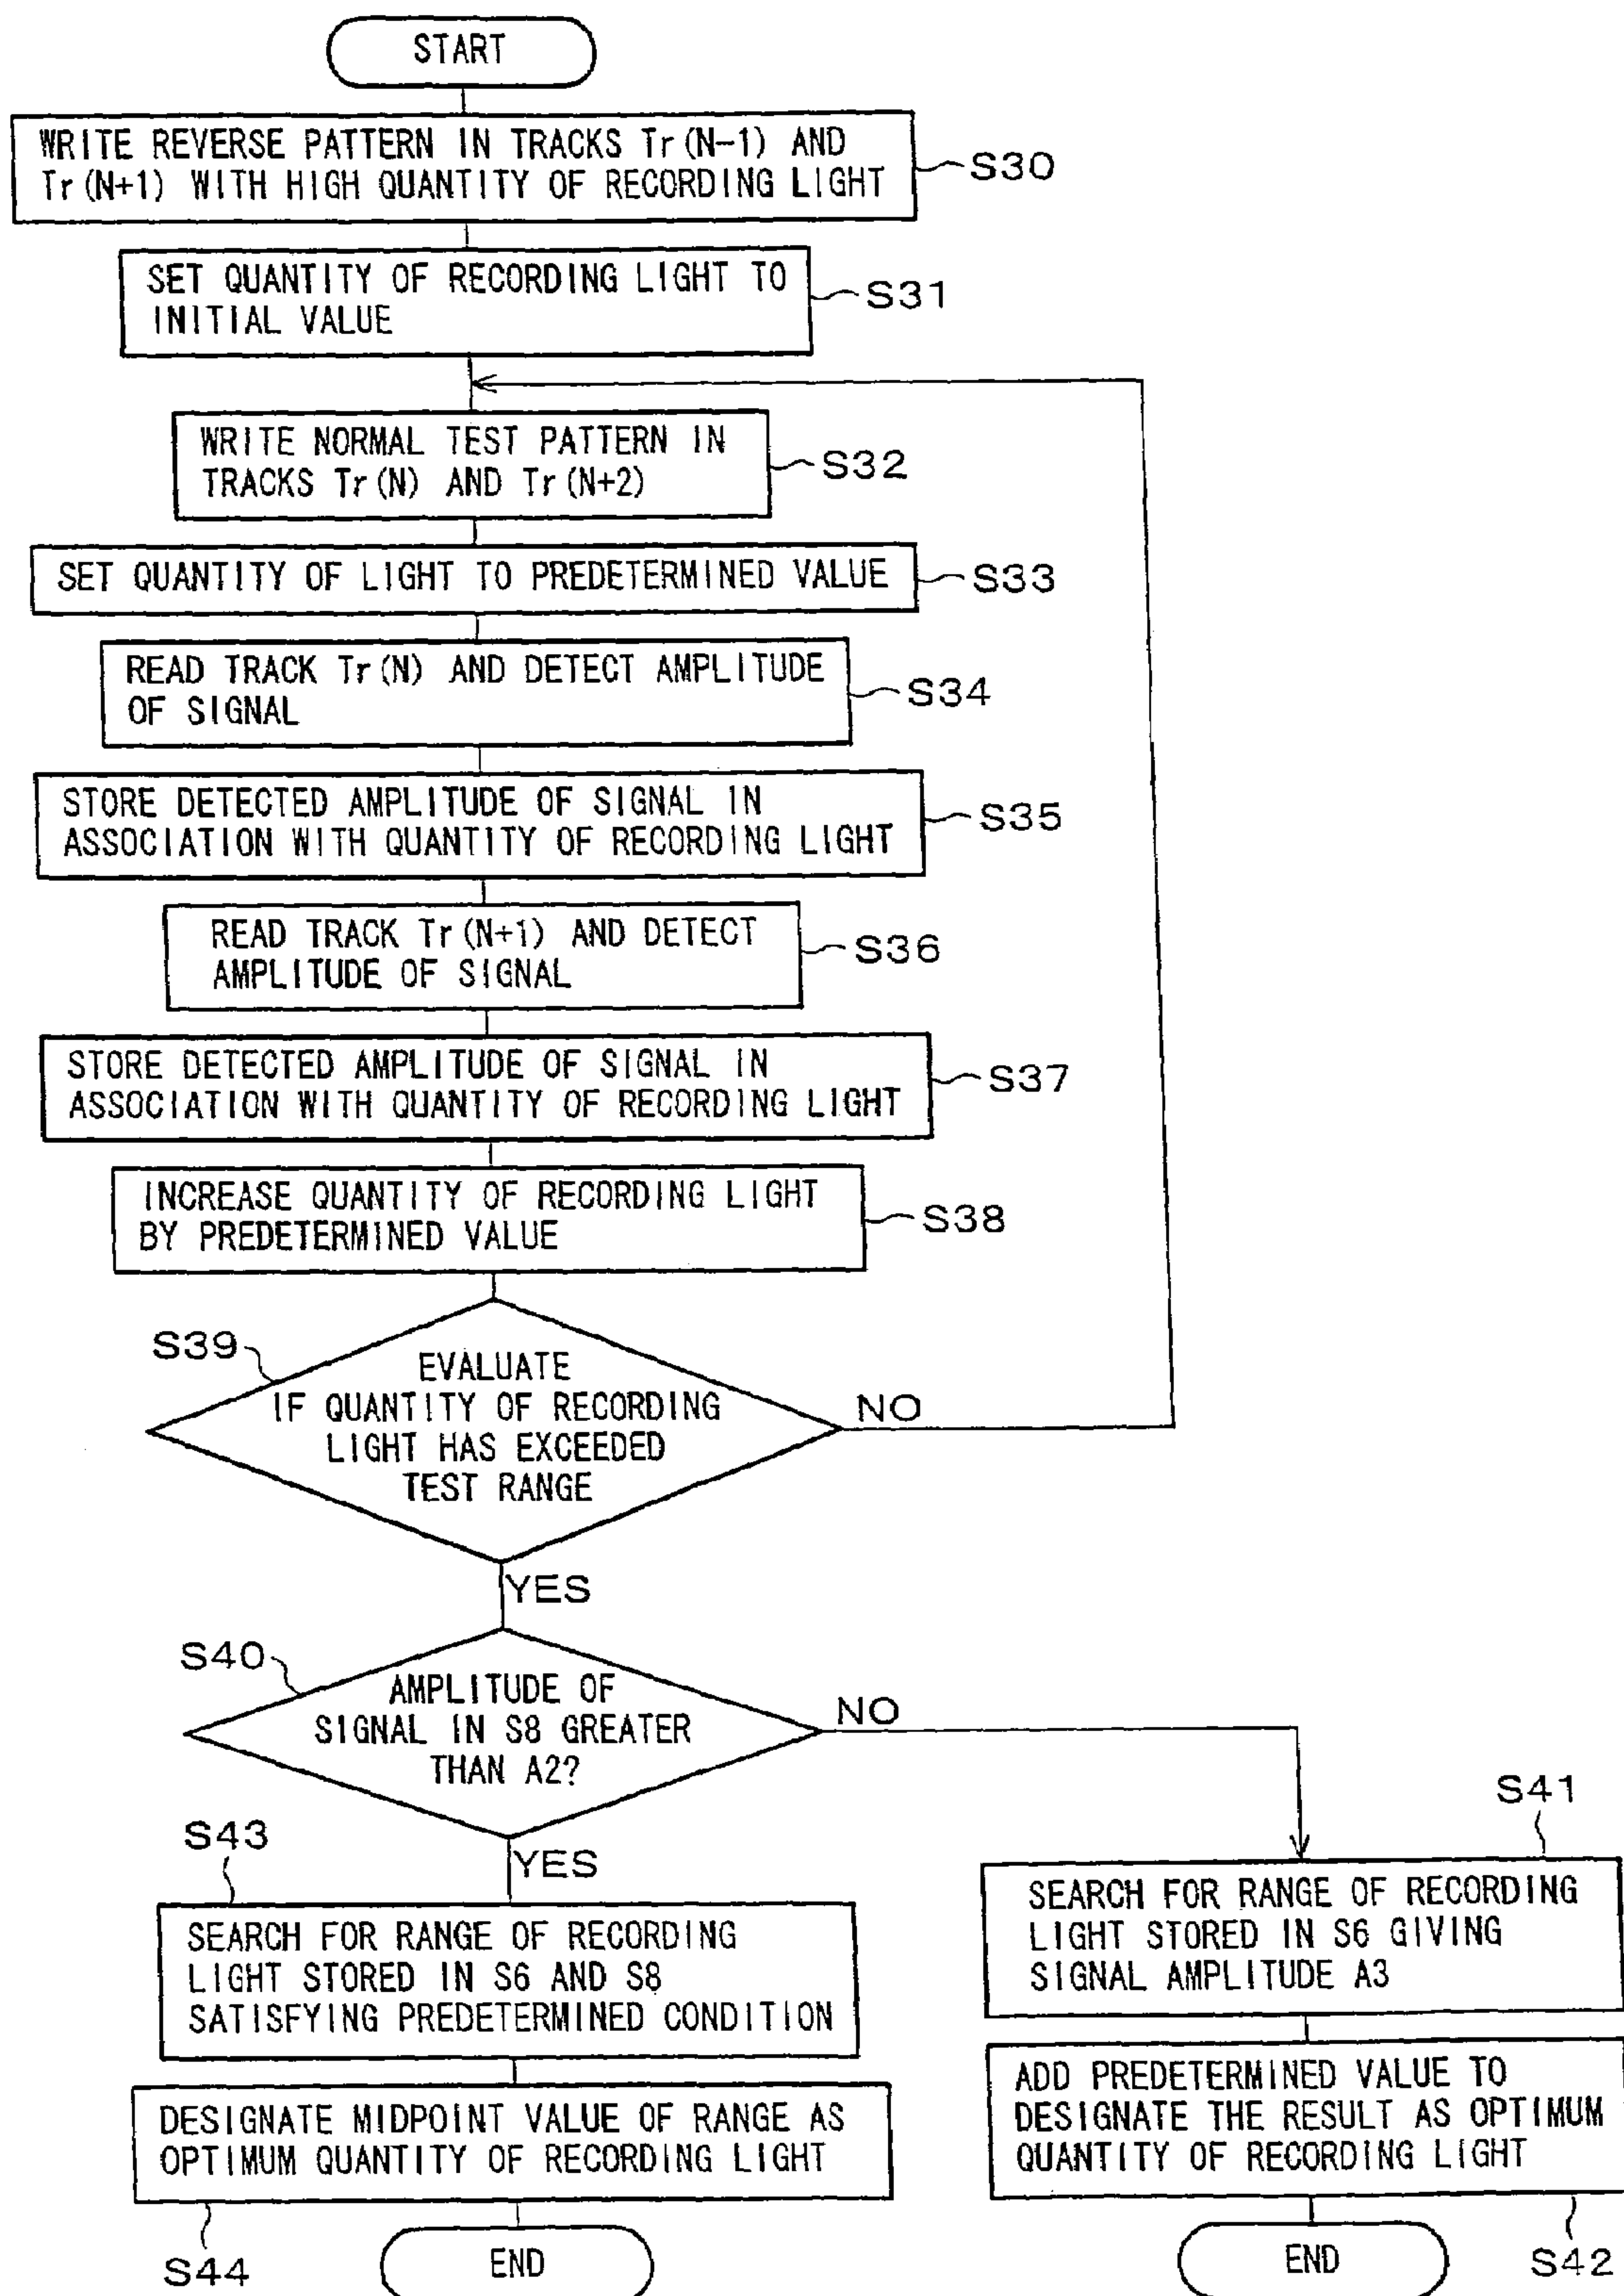 START
WRITE REVERSE PATTERN IN TRACKS Tr(N-1) AND
Tr(N+1) WITH HIGH QUANTITY OF RECORDING LIGHT
S30
SET QUANTITY OF RECORDING LIGHT TO
INITIAL VALUE
S31
WRITE NORMAL TEST PATTERN IN
TRACKS Tr(N) AND Tr(N+2)
S32
SET QUANTITY OF LIGHT TO PREDETERMINED VALUE
S33
READ TRACK Tr(N) AND DETECT AMPLITUDE
OF SIGNAL
S34
STORE DETECTED AMPLITUDE OF SIGNAL IN
ASSOCIATION WITH QUANTITY OF RECORDING LIGHT
S35
READ TRACK Tr(N+1) AND DETECT
AMPLITUDE OF SIGNAL
S36
STORE DETECTED AMPLITUDE OF SIGNAL IN
ASSOCIATION WITH QUANTITY OF RECORDING LIGHT
S37
INCREASE QUANTITY OF RECORDING LIGHT
BY PREDETERMINED VALUE
S38
S39
EVALUATE
IF QUANTITY OF RECORDING
LIGHT HAS EXCEEDED
TEST RANGE
NO
YES
S40
AMPLITUDE OF
SIGNAL IN S8 GREATER
THAN A2?
NO
YES
S43
SEARCH FOR RANGE OF RECORDING
LIGHT STORED IN S6 AND S8
SATISFYING PREDETERMINED CONDITION
DESIGNATE MIDPOINT VALUE OF RANGE AS
OPTIMUM QUANTITY OF RECORDING LIGHT
S44
END
S41
SEARCH FOR RANGE OF RECORDING
LIGHT STORED IN S6 GIVING
SIGNAL AMPLITUDE A3
ADD PREDETERMINED VALUE TO
DESIGNATE THE RESULT AS OPTIMUM
QUANTITY OF RECORDING LIGHT
S42
END